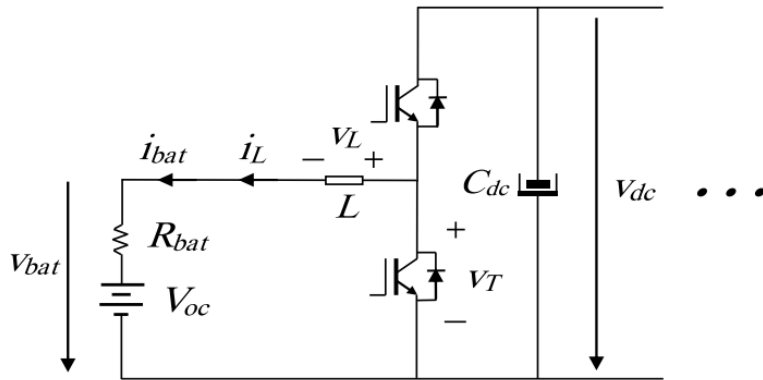 v_L
i_bat
i_L
− +
L
C_dc
v_dc
...
v_bat
R_bat
V_oc
+
v_T
−